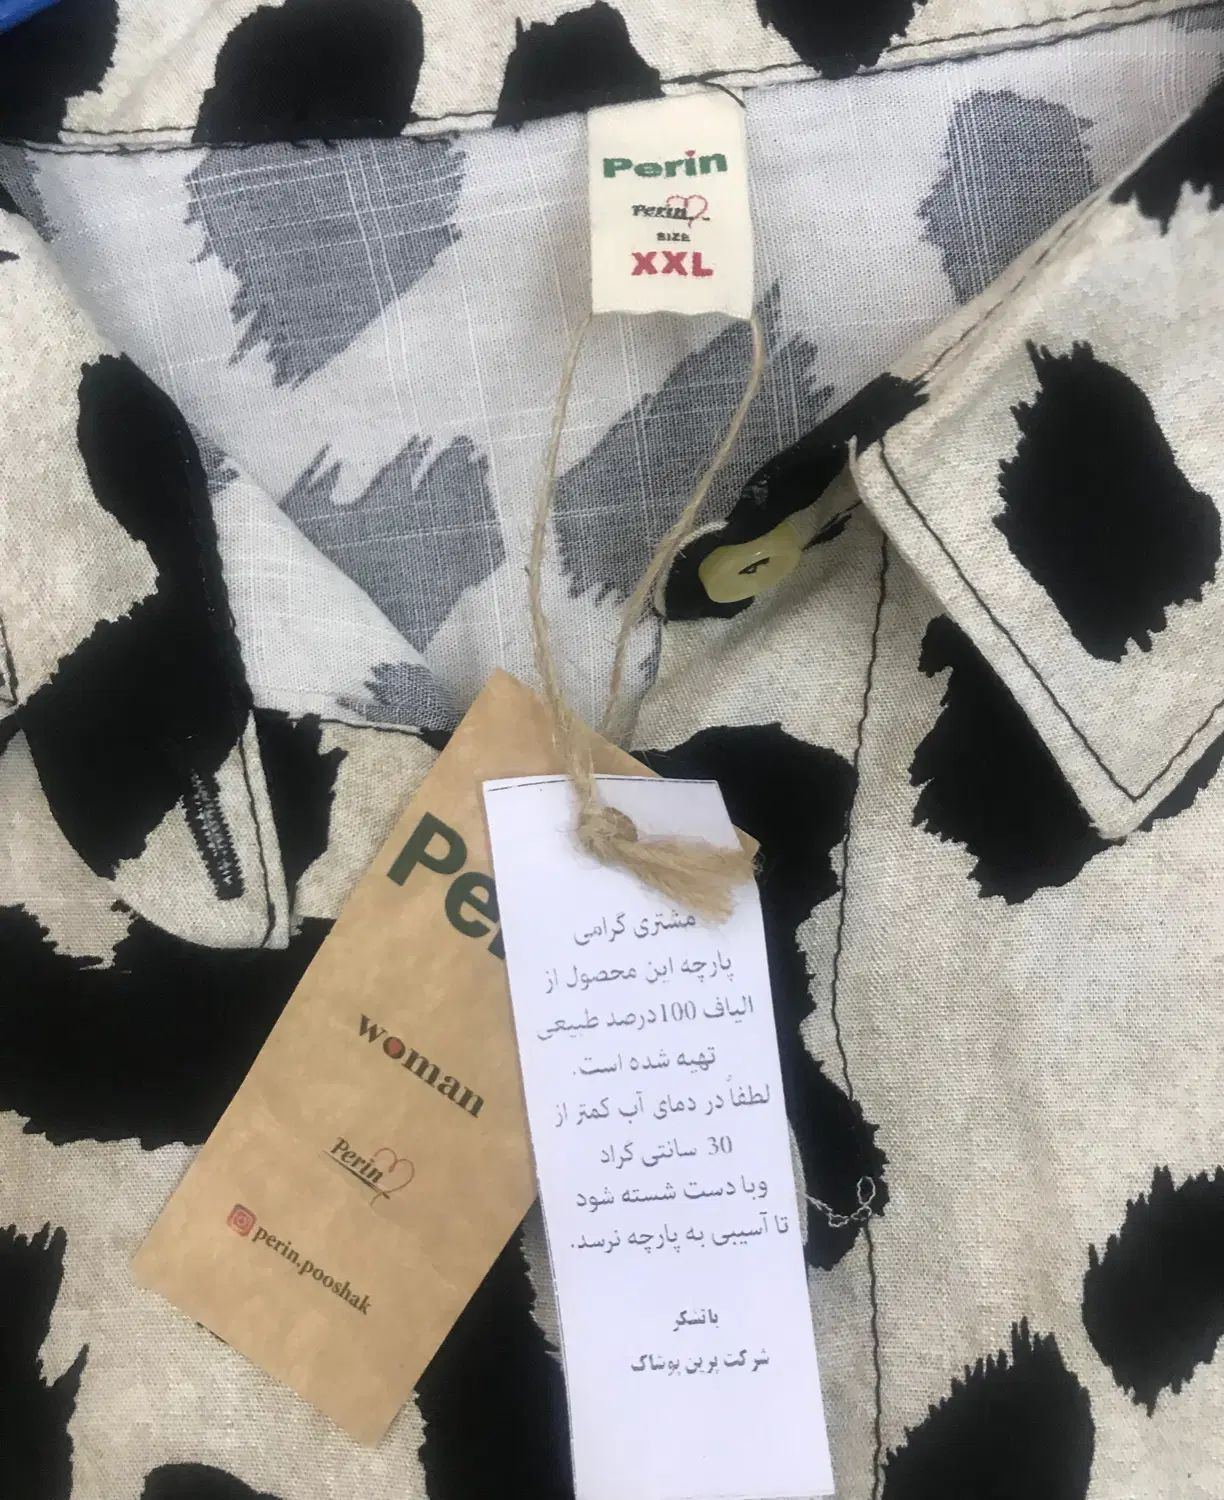 Perin
Perin
SIZE
XXL
Pe
woman
Perin
perin.pooshak
مشتری گرامی
پارچه این محصول از
الیاف 100درصد طبیعی
تهیه شده است.
لطفاً در دمای آب کمتر از
30 سانتی گراد
وبا دست شسته شود
تا آسیبی به پارچه نرسد.
باتشکر
شرکت پرین پوشاک